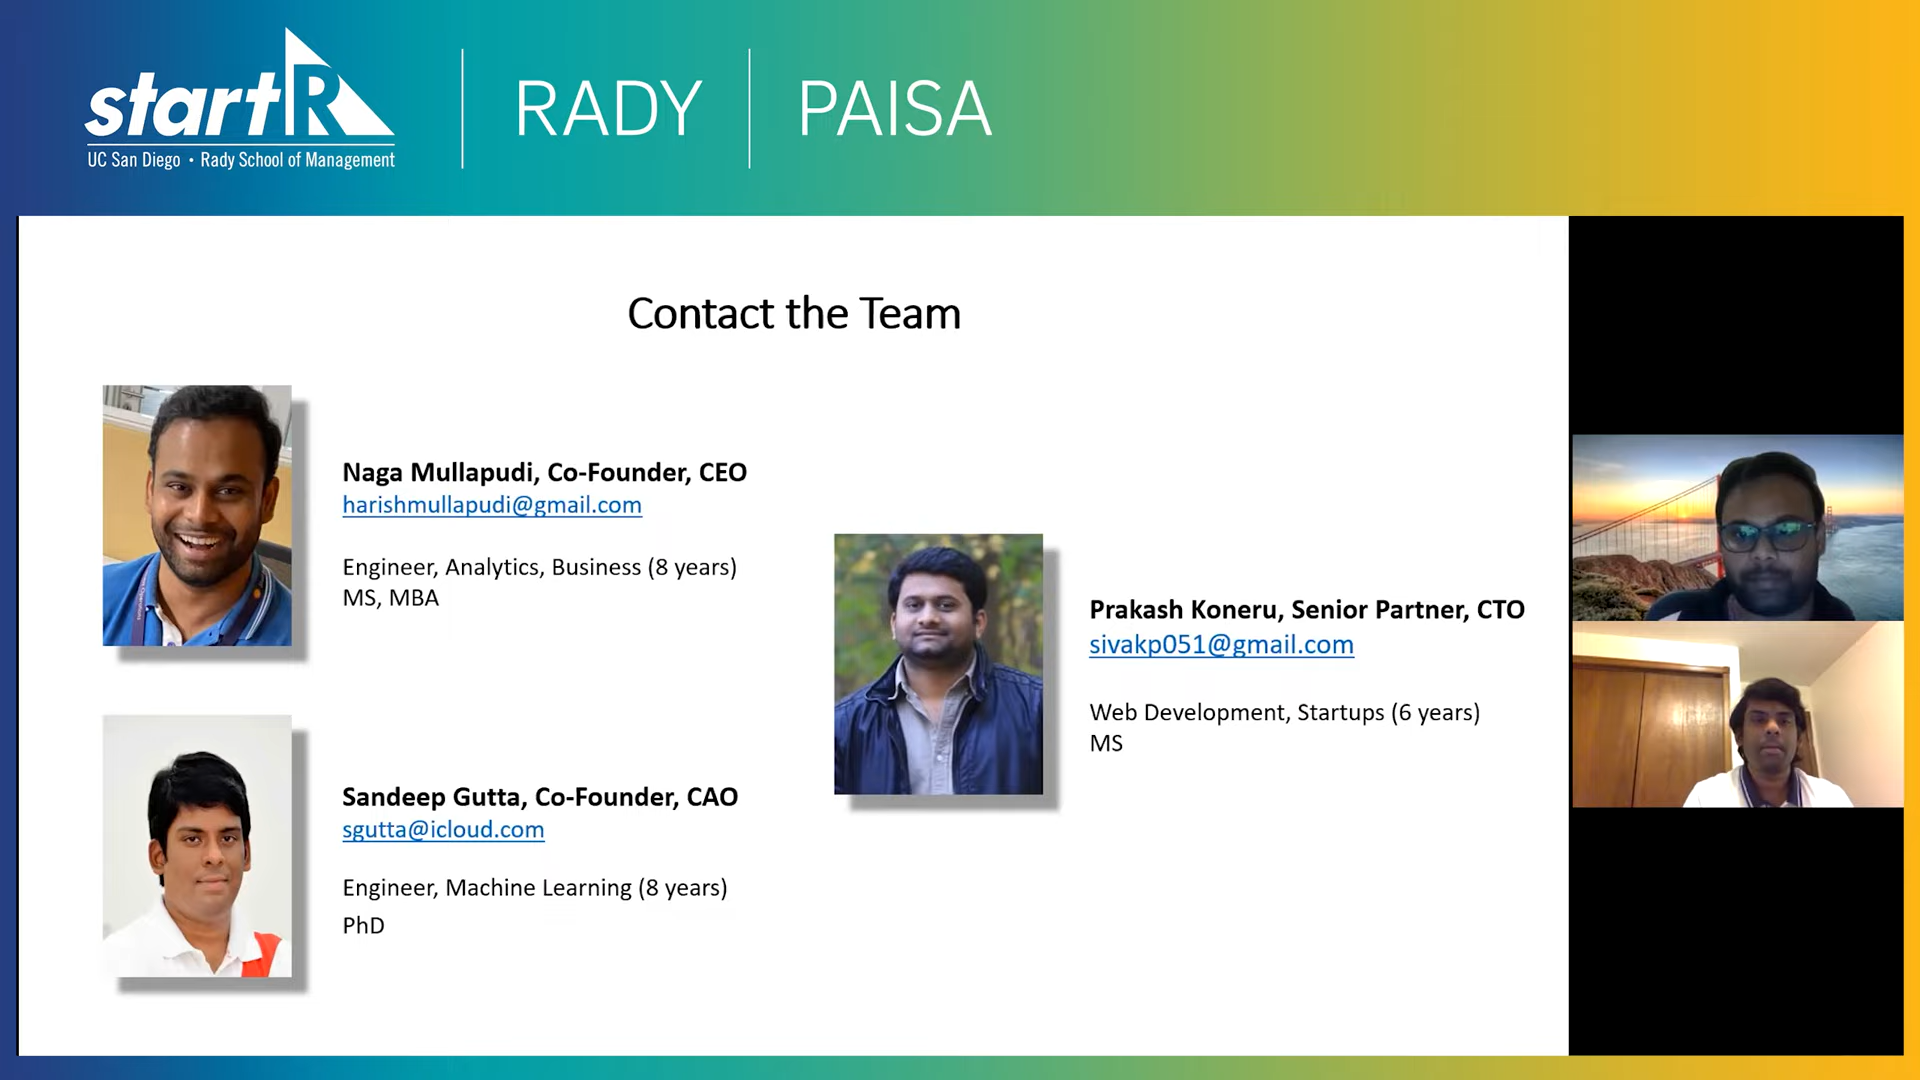 startR
UC San Diego • Rady School of Management
RADY
PAISA
Contact the Team
Naga Mullapudi, Co-Founder, CEO
harishmullapudi@gmail.com
Engineer, Analytics, Business (8 years)
MS, MBA
Sandeep Gutta, Co-Founder, CAO
sgutta@icloud.com
Engineer, Machine Learning (8 years)
PhD
Prakash Koneru, Senior Partner, CTO
sivakp051@gmail.com
Web Development, Startups (6 years)
MS